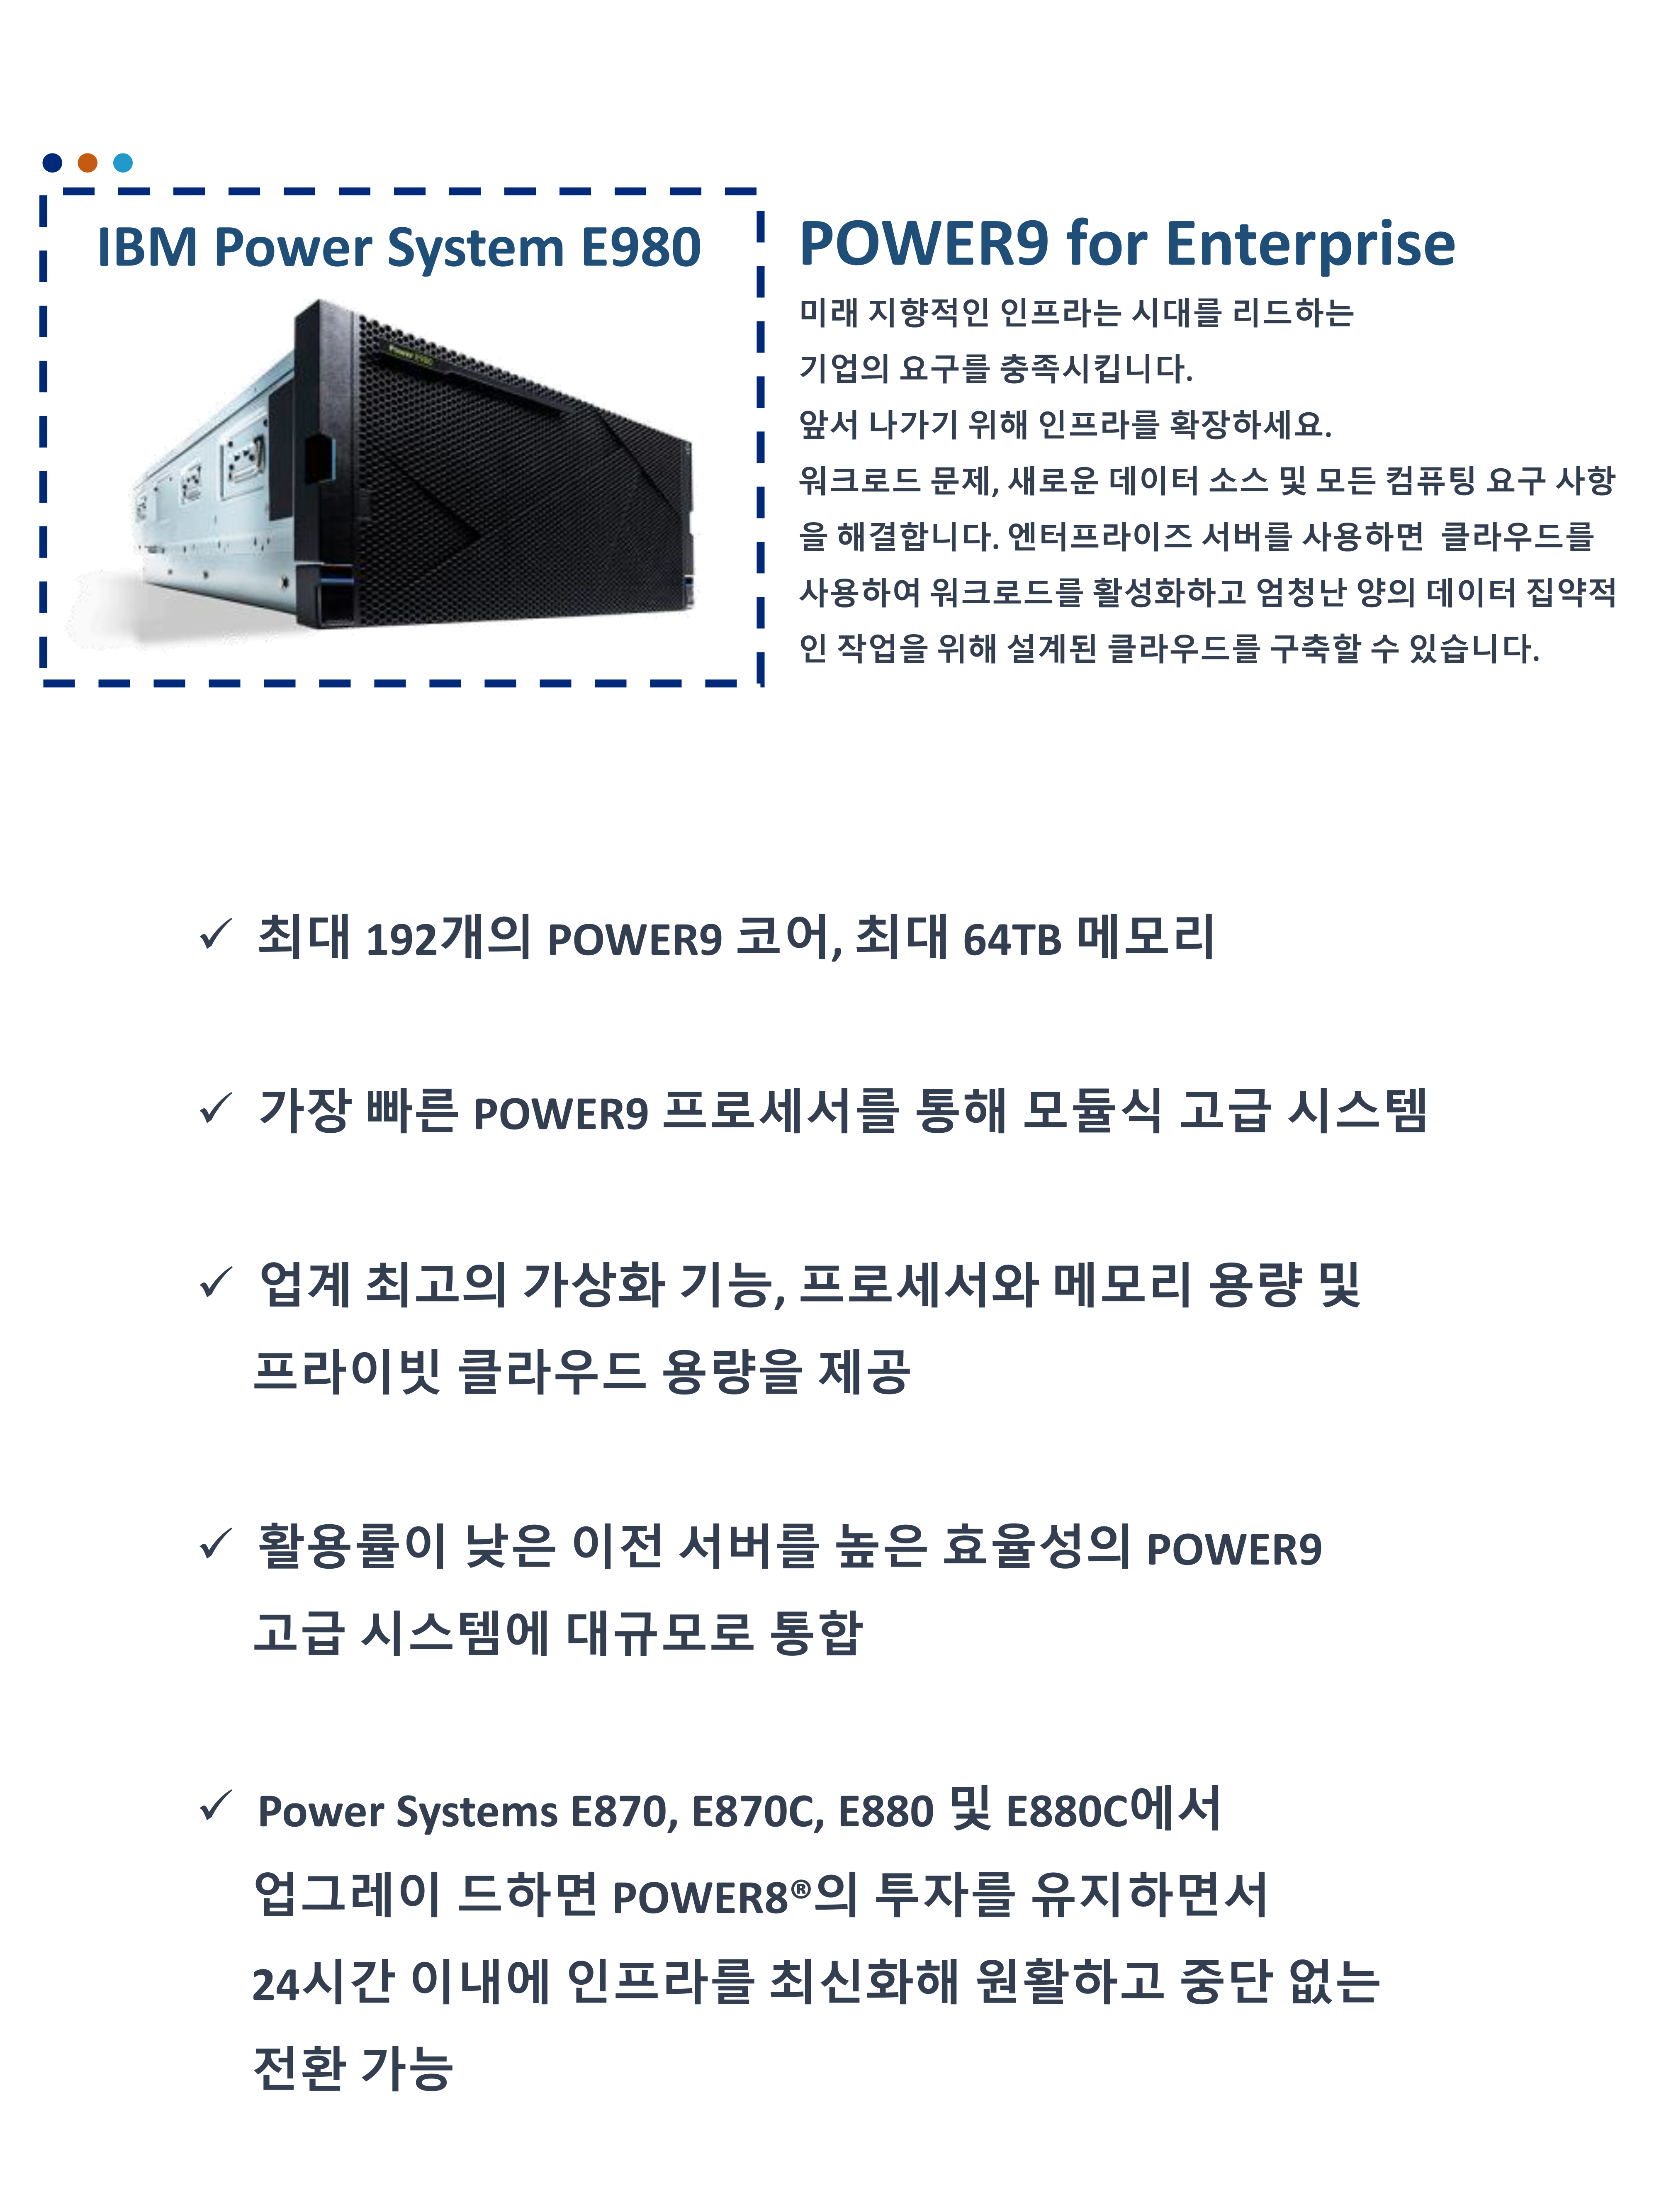 IBM Power System E980
Power E980
POWER9 for Enterprise
미래 지향적인 인프라는 시대를 리드하는
기업의 요구를 충족시킵니다.
앞서 나가기 위해 인프라를 확장하세요.
워크로드 문제, 새로운 데이터 소스 및 모든 컴퓨팅 요구 사항
을 해결합니다. 엔터프라이즈 서버를 사용하면 클라우드를
사용하여 워크로드를 활성화하고 엄청난 양의 데이터 집약적
인 작업을 위해 설계된 클라우드를 구축할 수 있습니다.
✓ 최대 192개의 POWER9 코어, 최대 64TB 메모리
✓ 가장 빠른 POWER9 프로세서를 통해 모듈식 고급 시스템
✓ 업계 최고의 가상화 기능, 프로세서와 메모리 용량 및
프라이빗 클라우드 용량을 제공
✓ 활용률이 낮은 이전 서버를 높은 효율성의 POWER9
고급 시스템에 대규모로 통합
✓ Power Systems E870, E870C, E880 및 E880C에서
업그레이 드하면 POWER8®의 투자를 유지하면서
24시간 이내에 인프라를 최신화해 원활하고 중단 없는
전환 가능